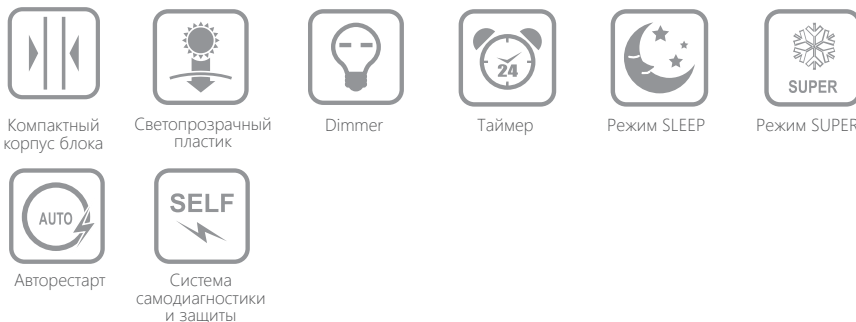 24
SUPER
Компактный
корпус блока
Светопрозрачный
пластик
Dimmer
Таймер
Режим SLEEP
Режим SUPER
AUTO
SELF
Авторестарт
Система
самодиагностики
и защиты